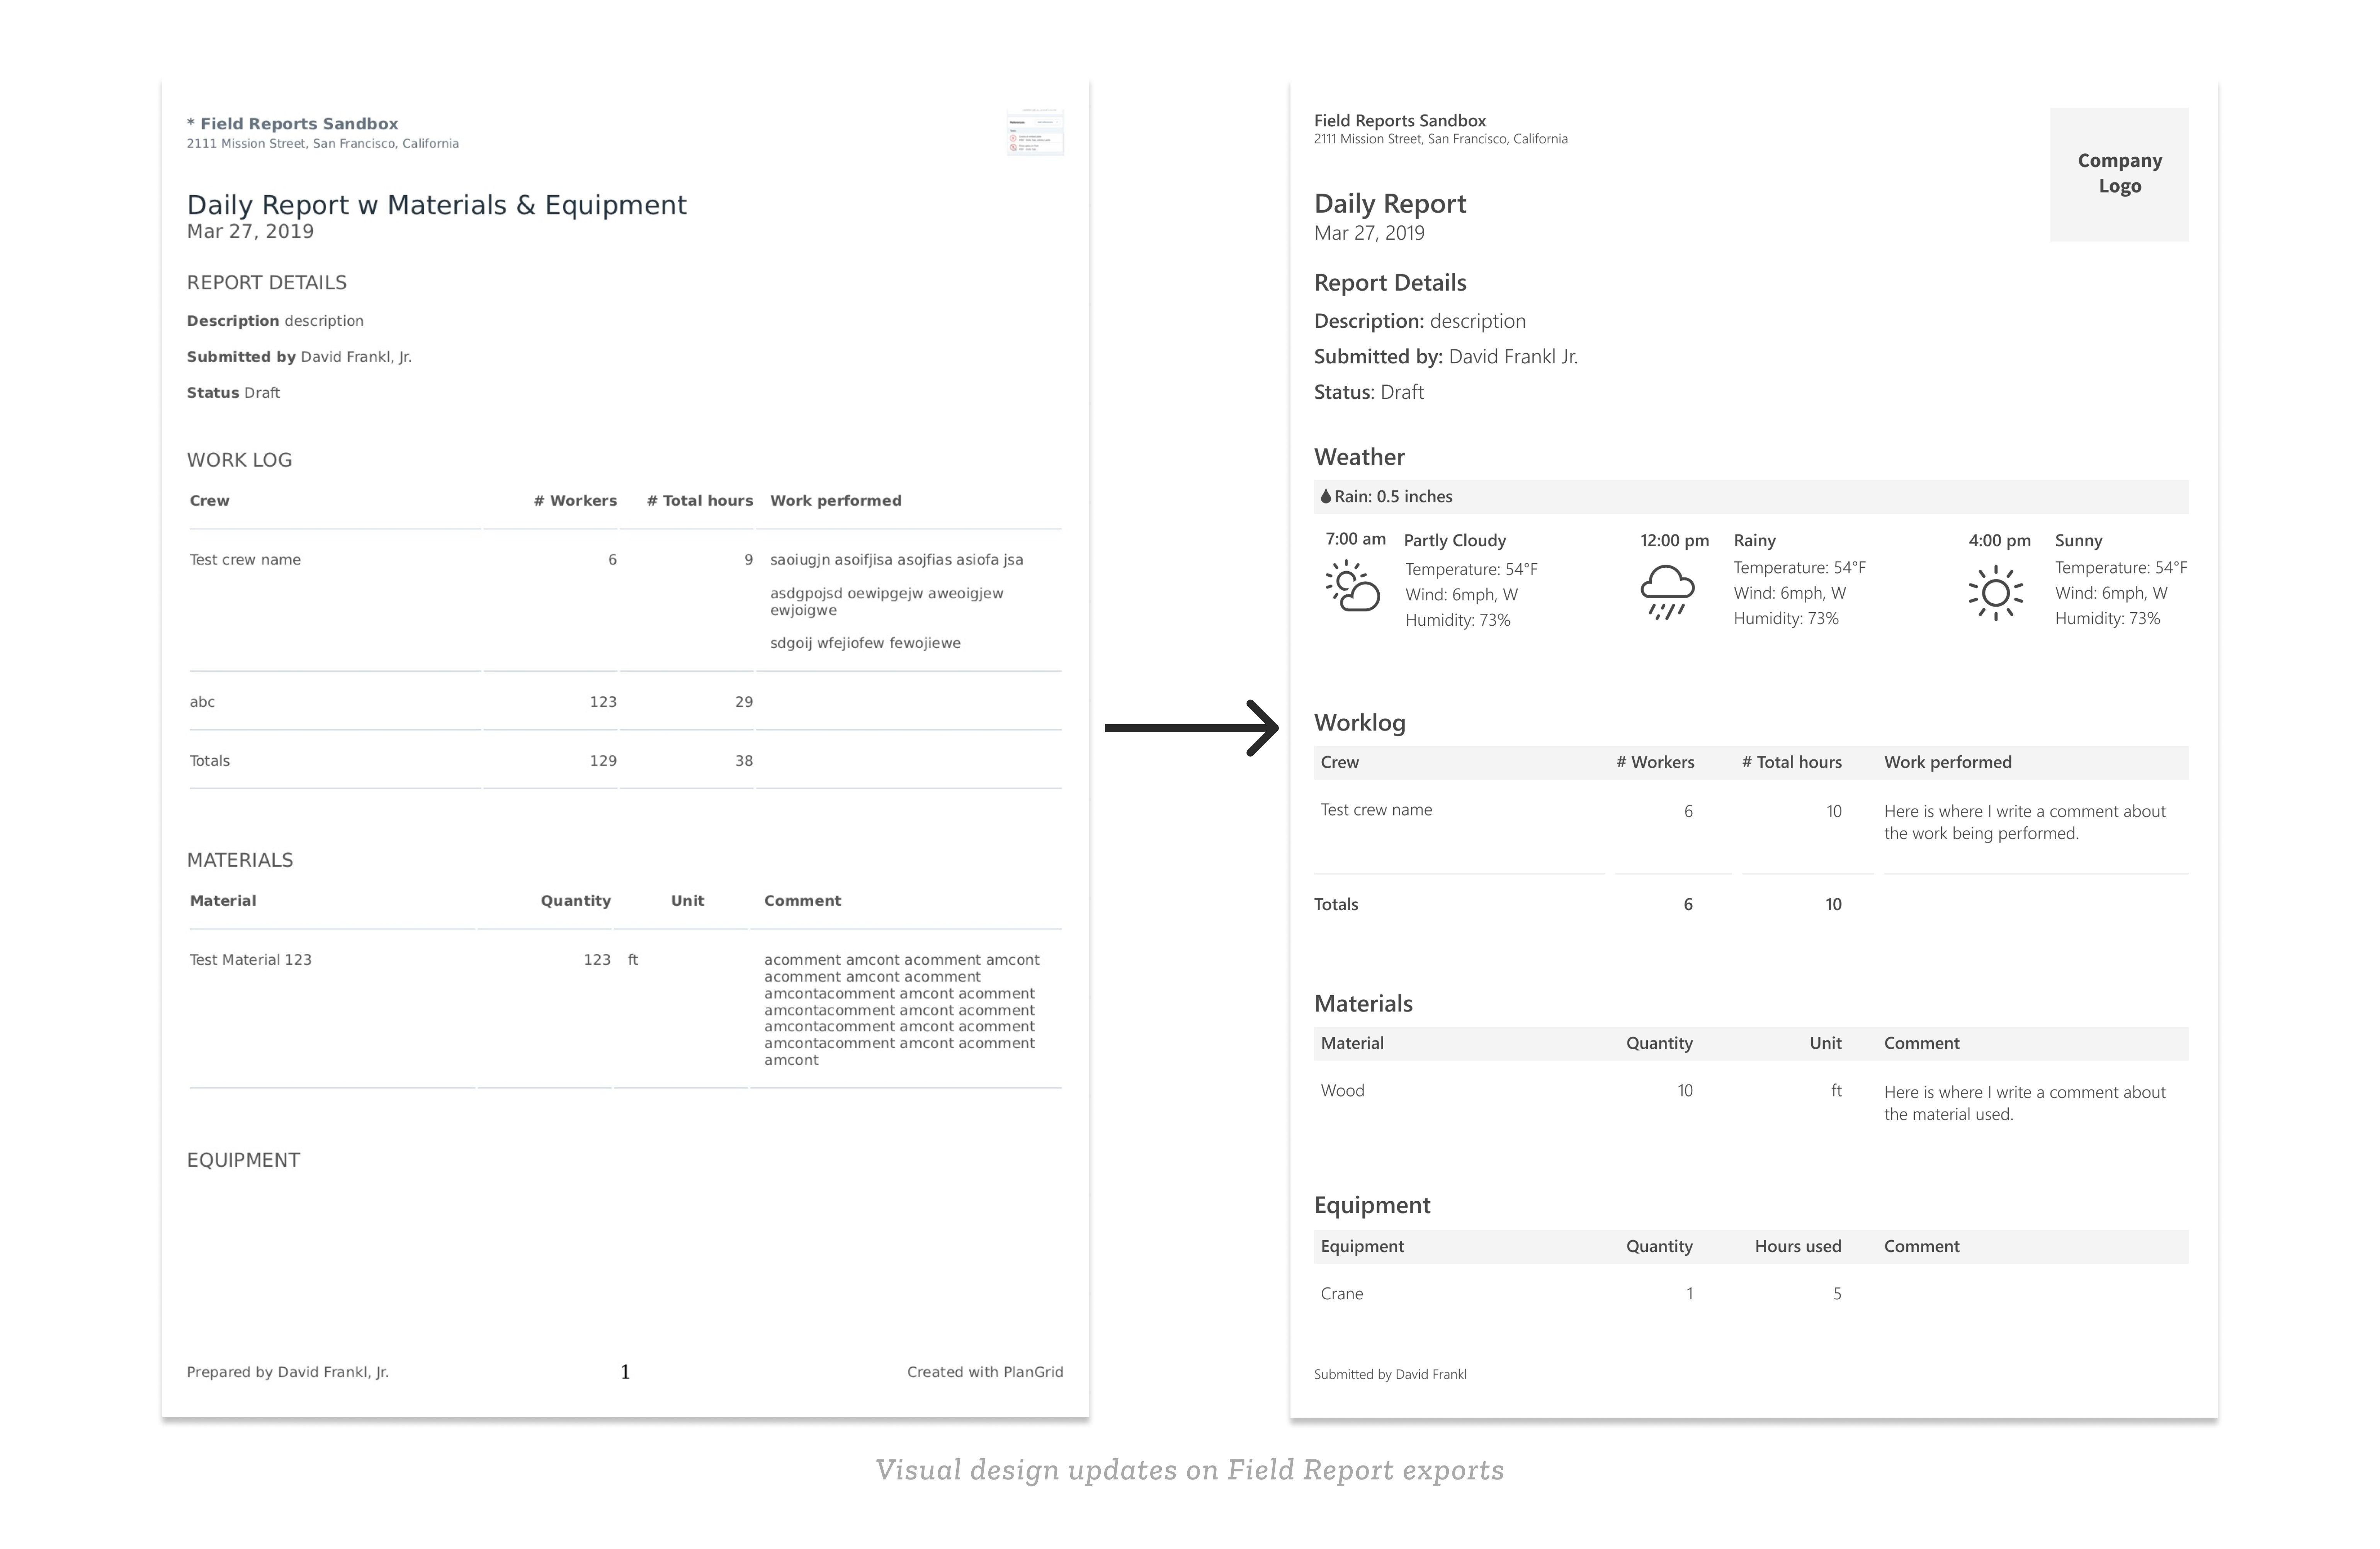 * Field Reports Sandbox
2111 Mission Street, San Francisco, California
Daily Report w Materials & Equipment
Mar 27, 2019
REPORT DETAILS
Description description
Submitted by David Frankl, Jr.
Status Draft
WORK LOG
Crew # Workers # Total hours Work performed
Test crew name 6 9 saoiugjn asoifjisa asojfias asiofa jsa
asdgpojsd oewipgejw aweoigjew
ewjoigwe
sdgoij wfejiofew fewojiewe
abc 123 29
Totals 129 38
MATERIALS
Material Quantity Unit Comment
Test Material 123 123 ft acomment amcont acomment amcont
acomment amcont acomment
amcontacomment amcont acomment
amcontacomment amcont acomment
amcontacomment amcont acomment
amcontacomment amcont acomment
amcont
EQUIPMENT
Prepared by David Frankl, Jr. 1 Created with PlanGrid
Field Reports Sandbox
2111 Mission Street, San Francisco, California
Company
Logo
Daily Report
Mar 27, 2019
Report Details
Description: description
Submitted by: David Frankl Jr.
Status: Draft
Weather
Rain: 0.5 inches
7:00 am Partly Cloudy 12:00 pm Rainy 4:00 pm Sunny
Temperature: 54°F Temperature: 54°F Temperature: 54°F
Wind: 6mph, W Wind: 6mph, W Wind: 6mph, W
Humidity: 73% Humidity: 73% Humidity: 73%
Worklog
Crew # Workers # Total hours Work performed
Test crew name 6 10 Here is where I write a comment about
the work being performed.
Totals 6 10
Materials
Material Quantity Unit Comment
Wood 10 ft Here is where I write a comment about
the material used.
Equipment
Equipment Quantity Hours used Comment
Crane 1 5
Submitted by David Frankl
Visual design updates on Field Report exports